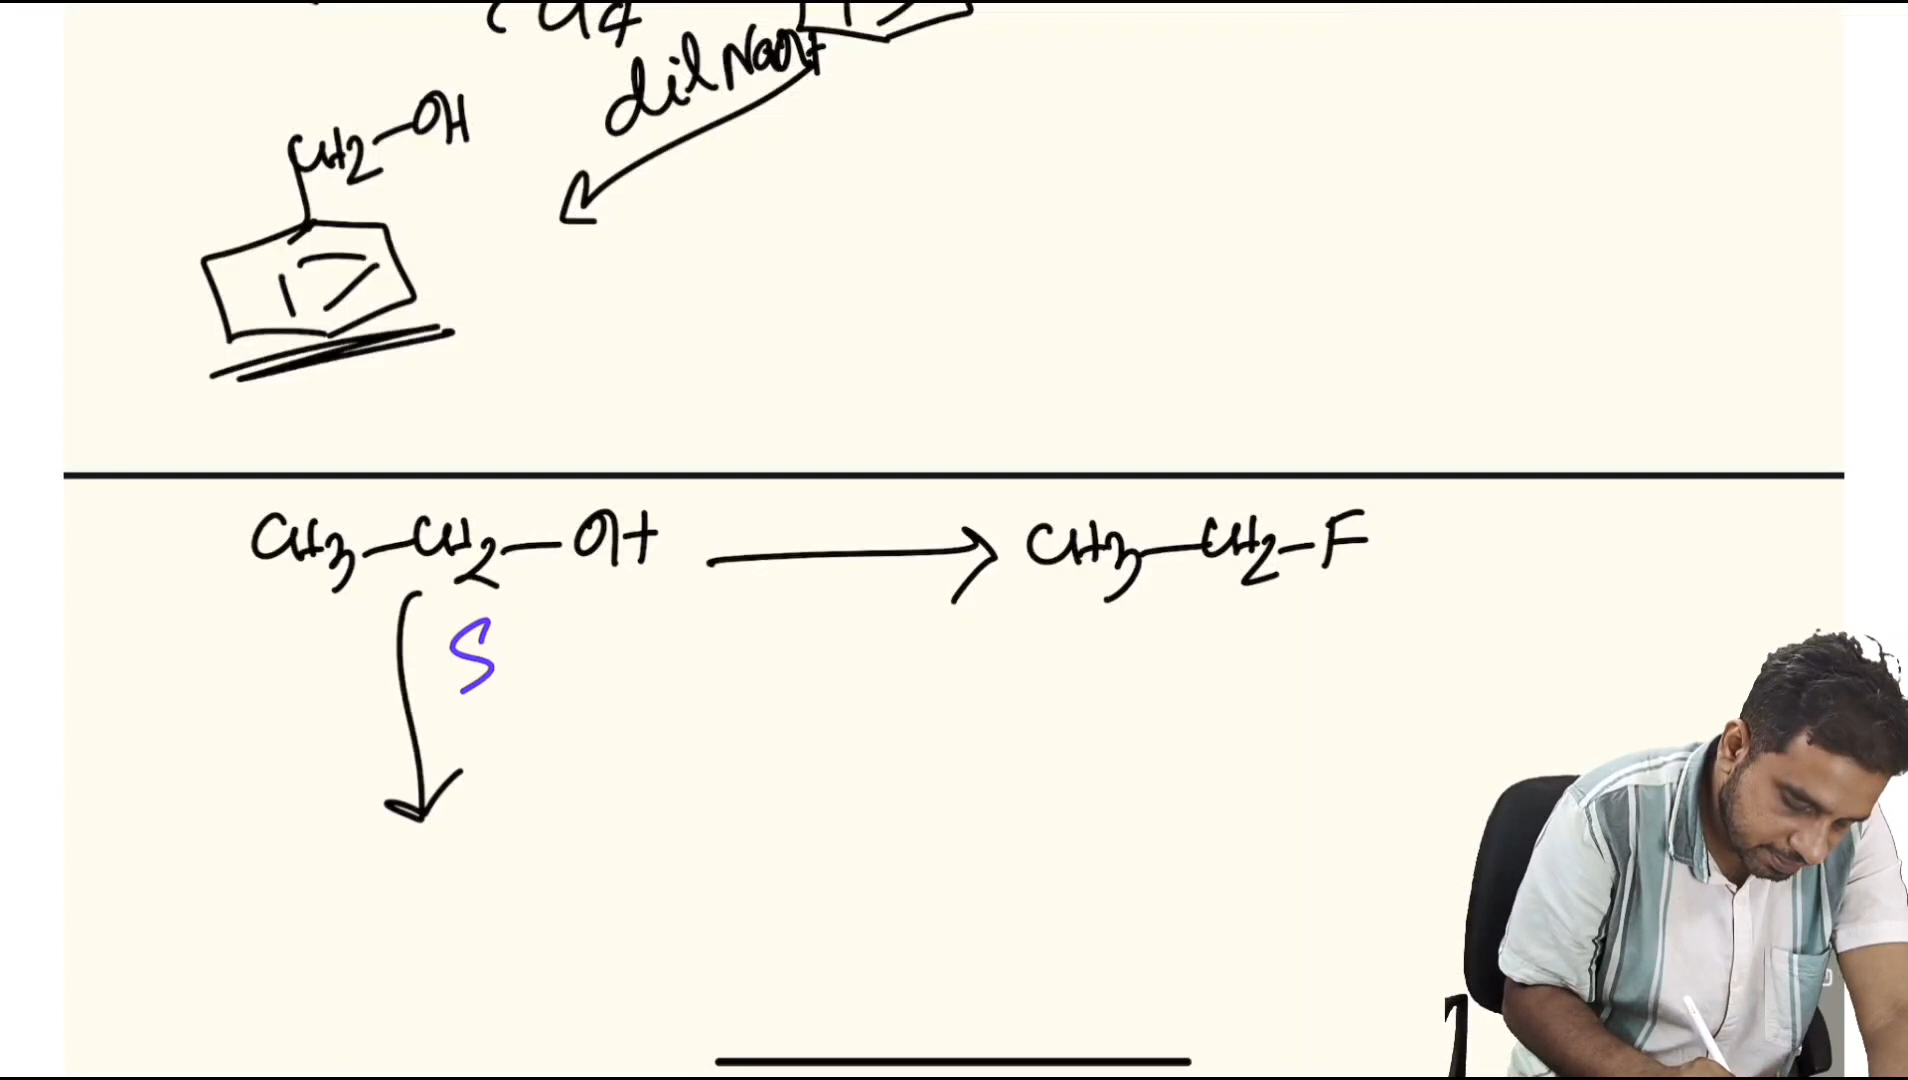 dil NaOH
CH2-OH
CH3-CH2-OH → CH3-CH2-F
S